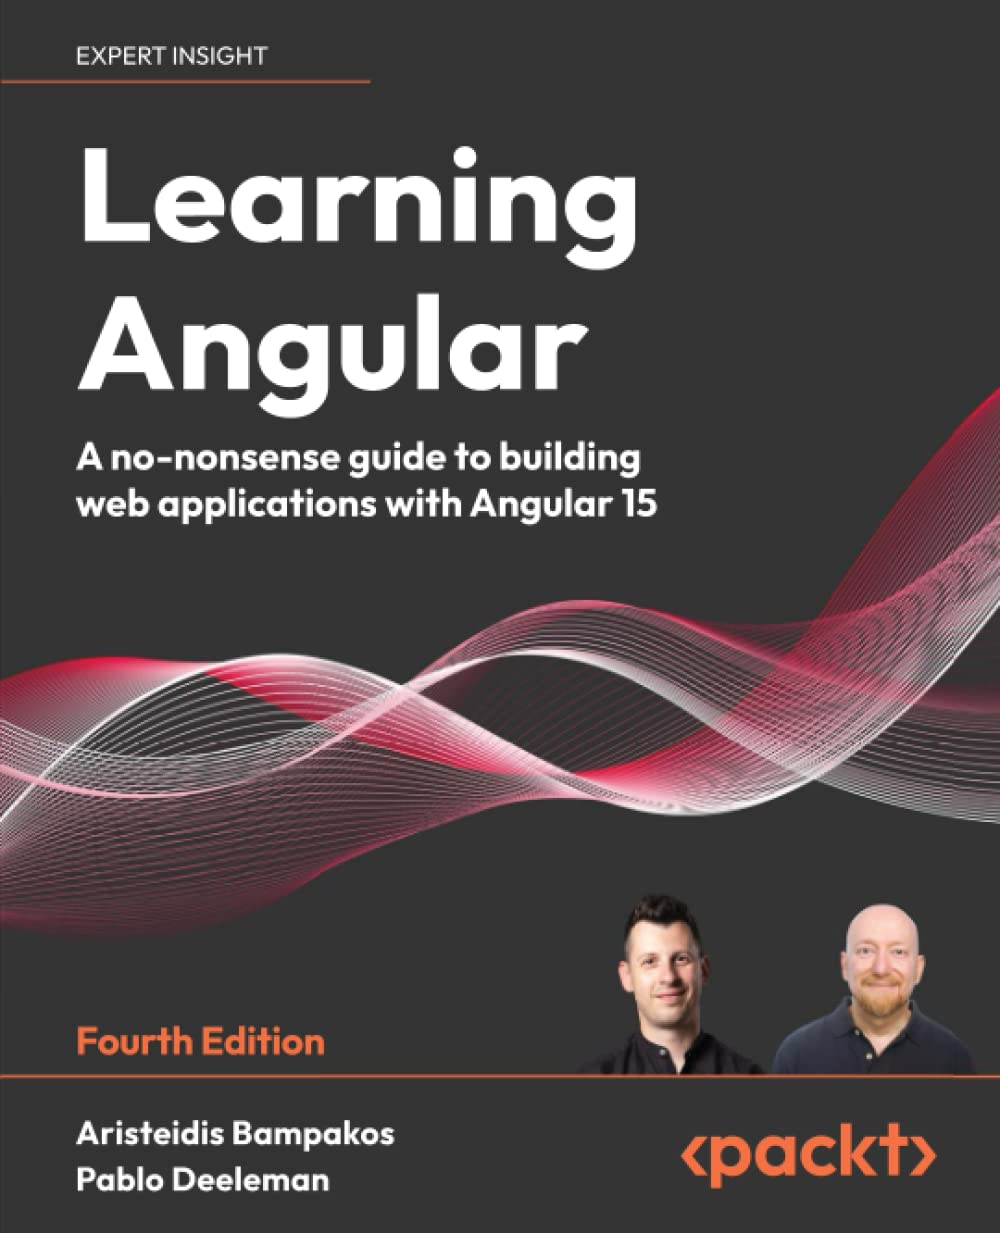 EXPERT INSIGHT
Learning
Angular
A no-nonsense guide to building
web applications with Angular 15
Fourth Edition
Aristeidis Bampakos
Pablo Deeleman
<packt>